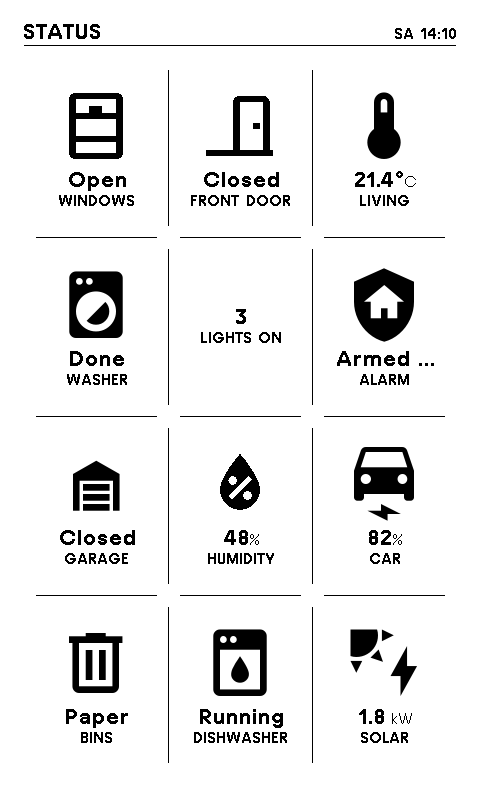 STATUS
SA 14:10
Open
WINDOWS
Closed
FRONT DOOR
21.4°C
LIVING
Done
WASHER
3
LIGHTS ON
Armed ...
ALARM
Closed
GARAGE
48%
HUMIDITY
82%
CAR
Paper
BINS
Running
DISHWASHER
1.8 kW
SOLAR